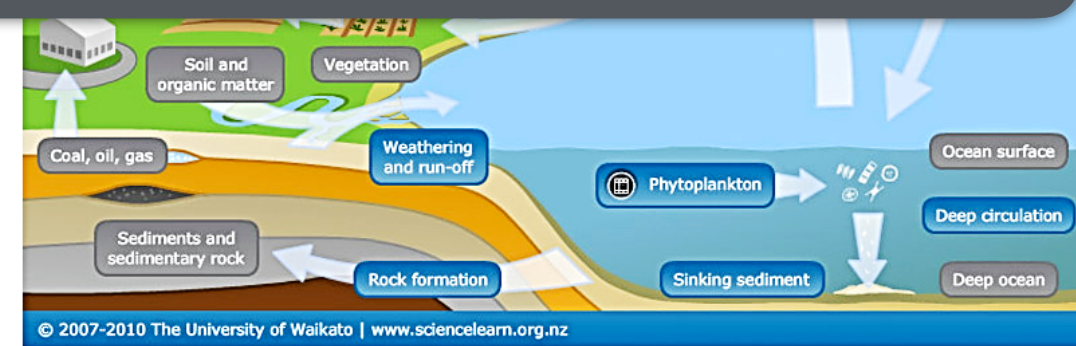 Soil and
organic matter
Vegetation
Coal, oil, gas
Weathering
and run-off
Ocean surface
Phytoplankton
Deep circulation
Sediments and
sedimentary rock
Rock formation
Sinking sediment
Deep ocean
© 2007-2010 The University of Waikato | www.sciencelearn.org.nz